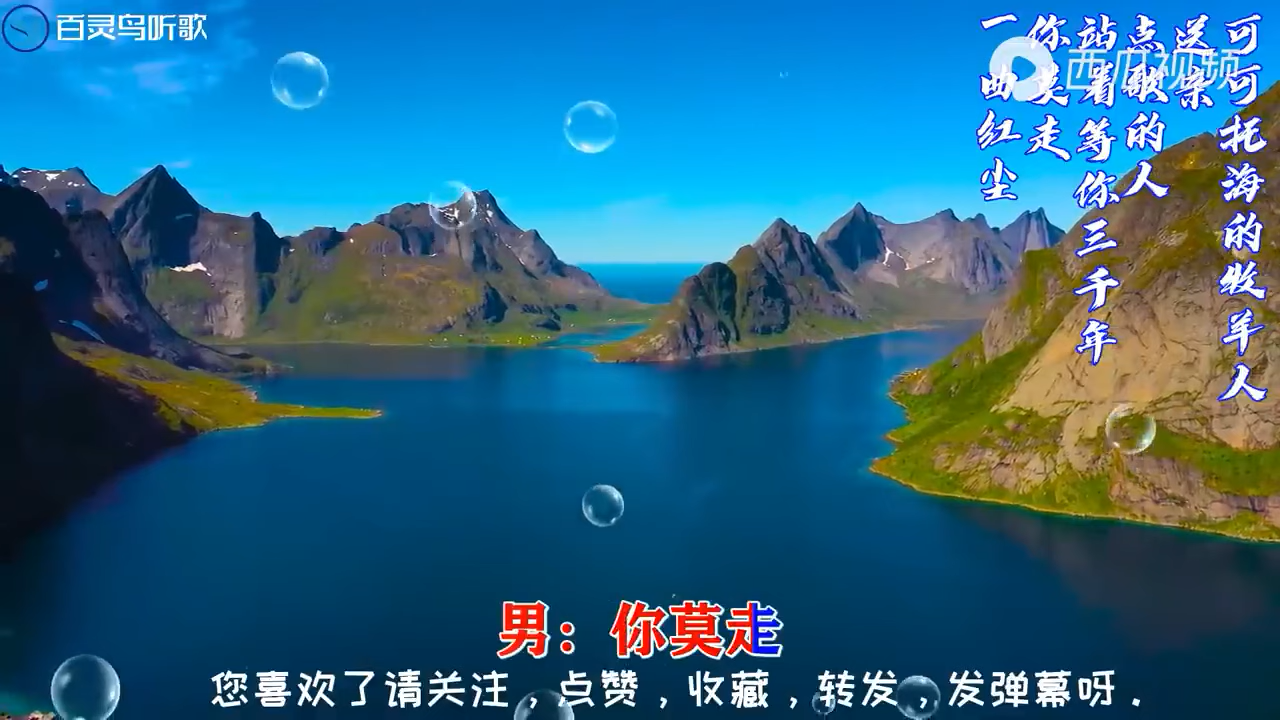 百灵鸟听歌
西瓜视频
可可托海的牧羊人
送亲
点歌的人
站着等你三千年
你莫走
一曲红尘
男：你莫走
您喜欢了请关注，点赞，收藏，转发，发弹幕呀．